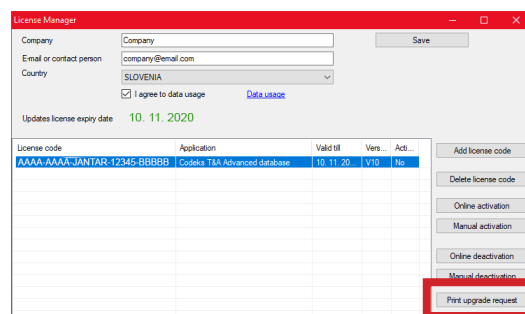 License Manager
Company Company Save
E-mail or contact person company@email.com
Country SLOVENIA
I agree to data usage Data usage
Updates license expiry date 10. 11. 2020
License code Application Valid till Vers... Acti...
AAAA-AAAA-JANTAR-12345-BBBBB Codeks T&A Advanced database 10. 11. 20... V10 No
Add license code
Delete license code
Online activation
Manual activation
Online deactivation
Manual deactivation
Print upgrade request